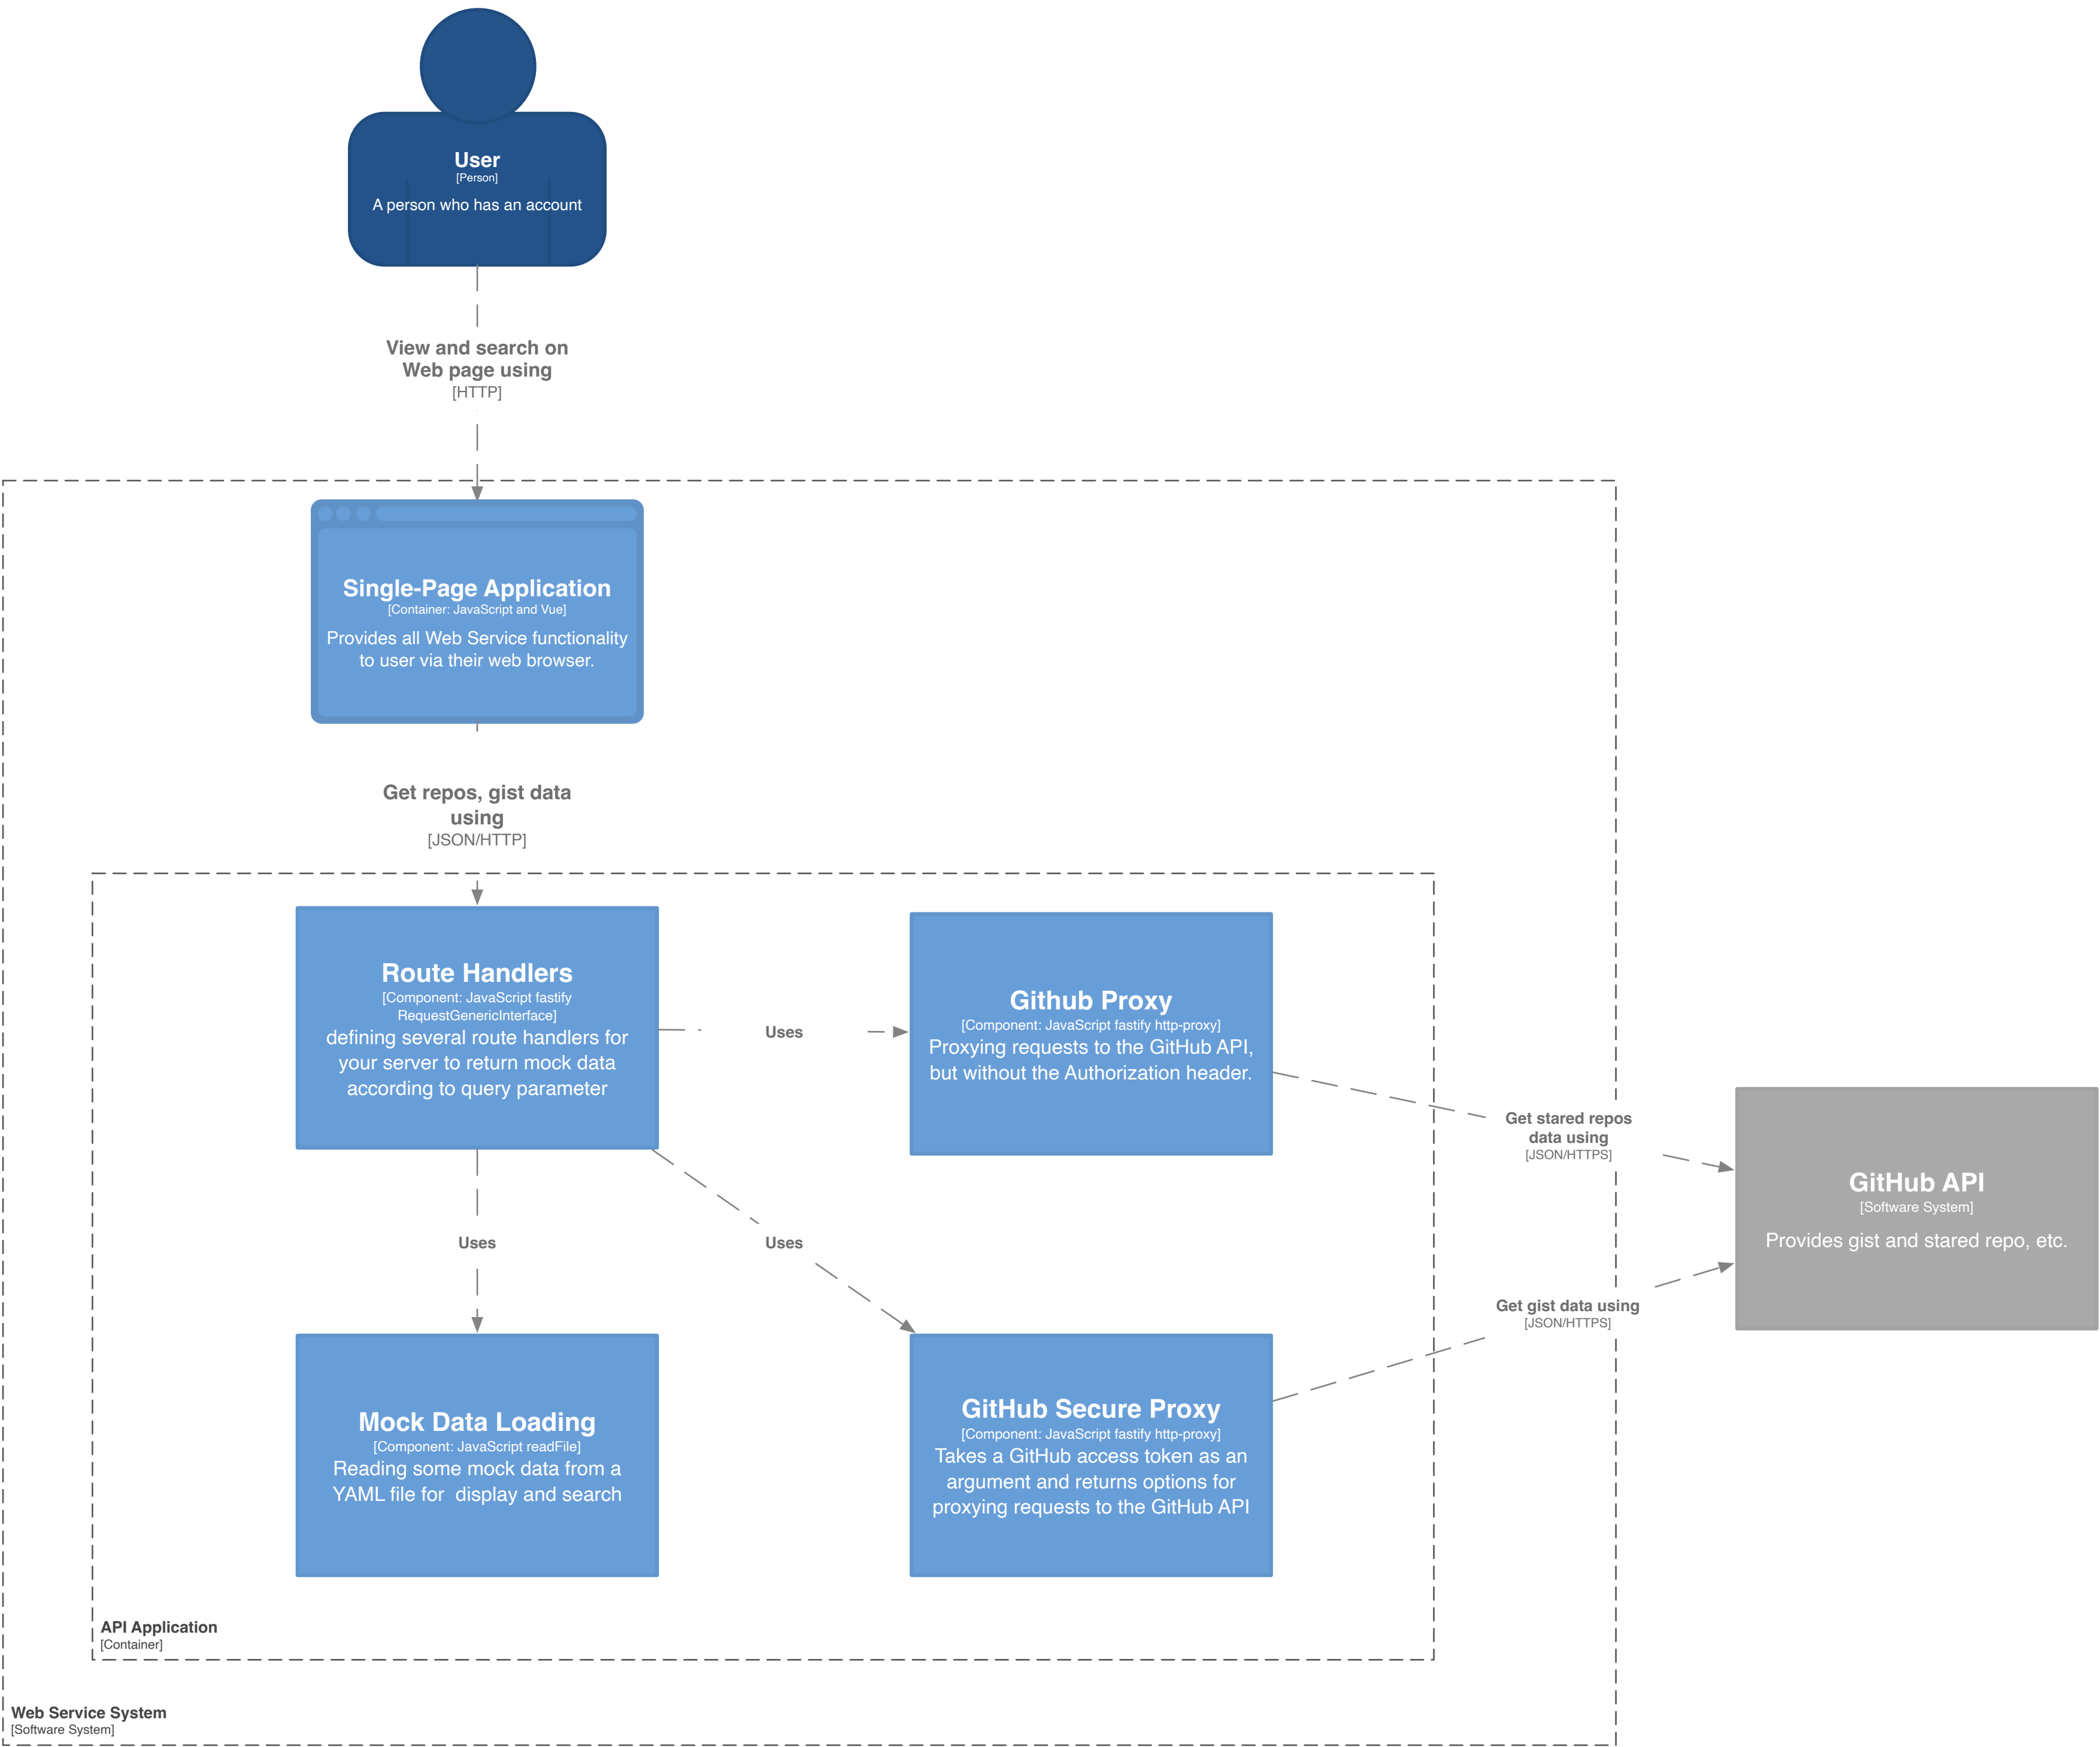 User
[Person]
A person who has an account
View and search on
Web page using
[HTTP]
Single-Page Application
[Container: JavaScript and Vue]
Provides all Web Service functionality
to user via their web browser.
Get repos, gist data
using
[JSON/HTTP]
Route Handlers
[Component: JavaScript fastify
RequestGenericInterface]
defining several route handlers for
your server to return mock data
according to query parameter
Uses
Github Proxy
[Component: JavaScript fastify http-proxy]
Proxying requests to the GitHub API,
but without the Authorization header.
Get stared repos
data using
[JSON/HTTPS]
GitHub API
[Software System]
Provides gist and stared repo, etc.
Uses
Uses
Get gist data using
[JSON/HTTPS]
Mock Data Loading
[Component: JavaScript readFile]
Reading some mock data from a
YAML file for  display and search
GitHub Secure Proxy
[Component: JavaScript fastify http-proxy]
Takes a GitHub access token as an
argument and returns options for
proxying requests to the GitHub API
API Application
[Container]
Web Service System
[Software System]